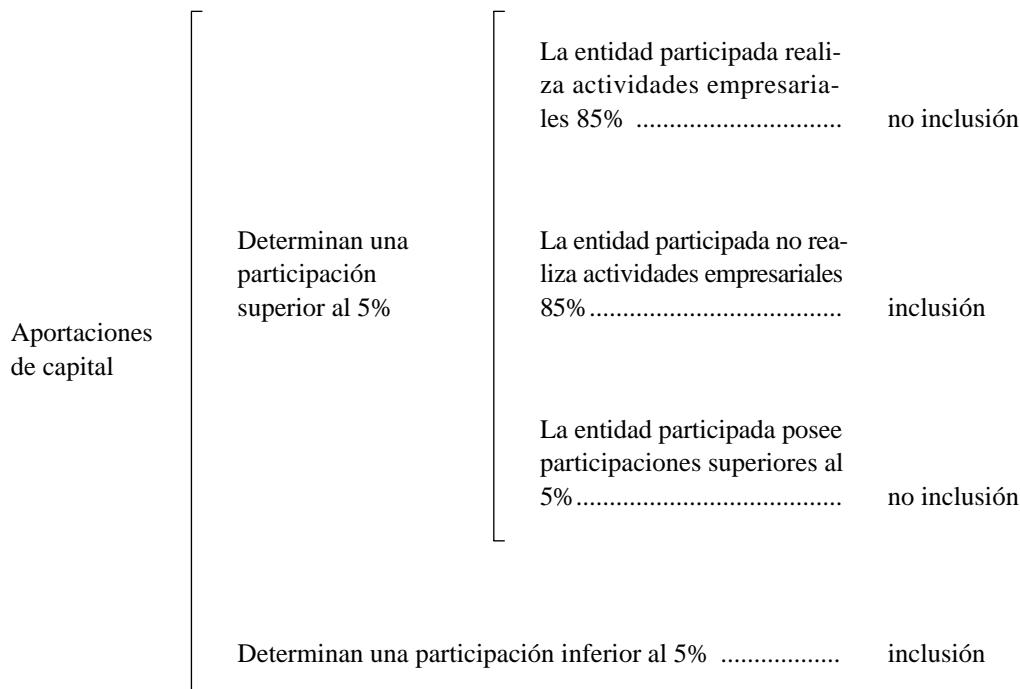 Aportaciones
de capital
Determinan una
participación
superior al 5%
La entidad participada reali-
za actividades empresaria-
les 85% ............................... no inclusión
La entidad participada no rea-
liza actividades empresariales
85%...................................... inclusión
La entidad participada posee
participaciones superiores al
5%........................................ no inclusión
Determinan una participación inferior al 5% .................. inclusión